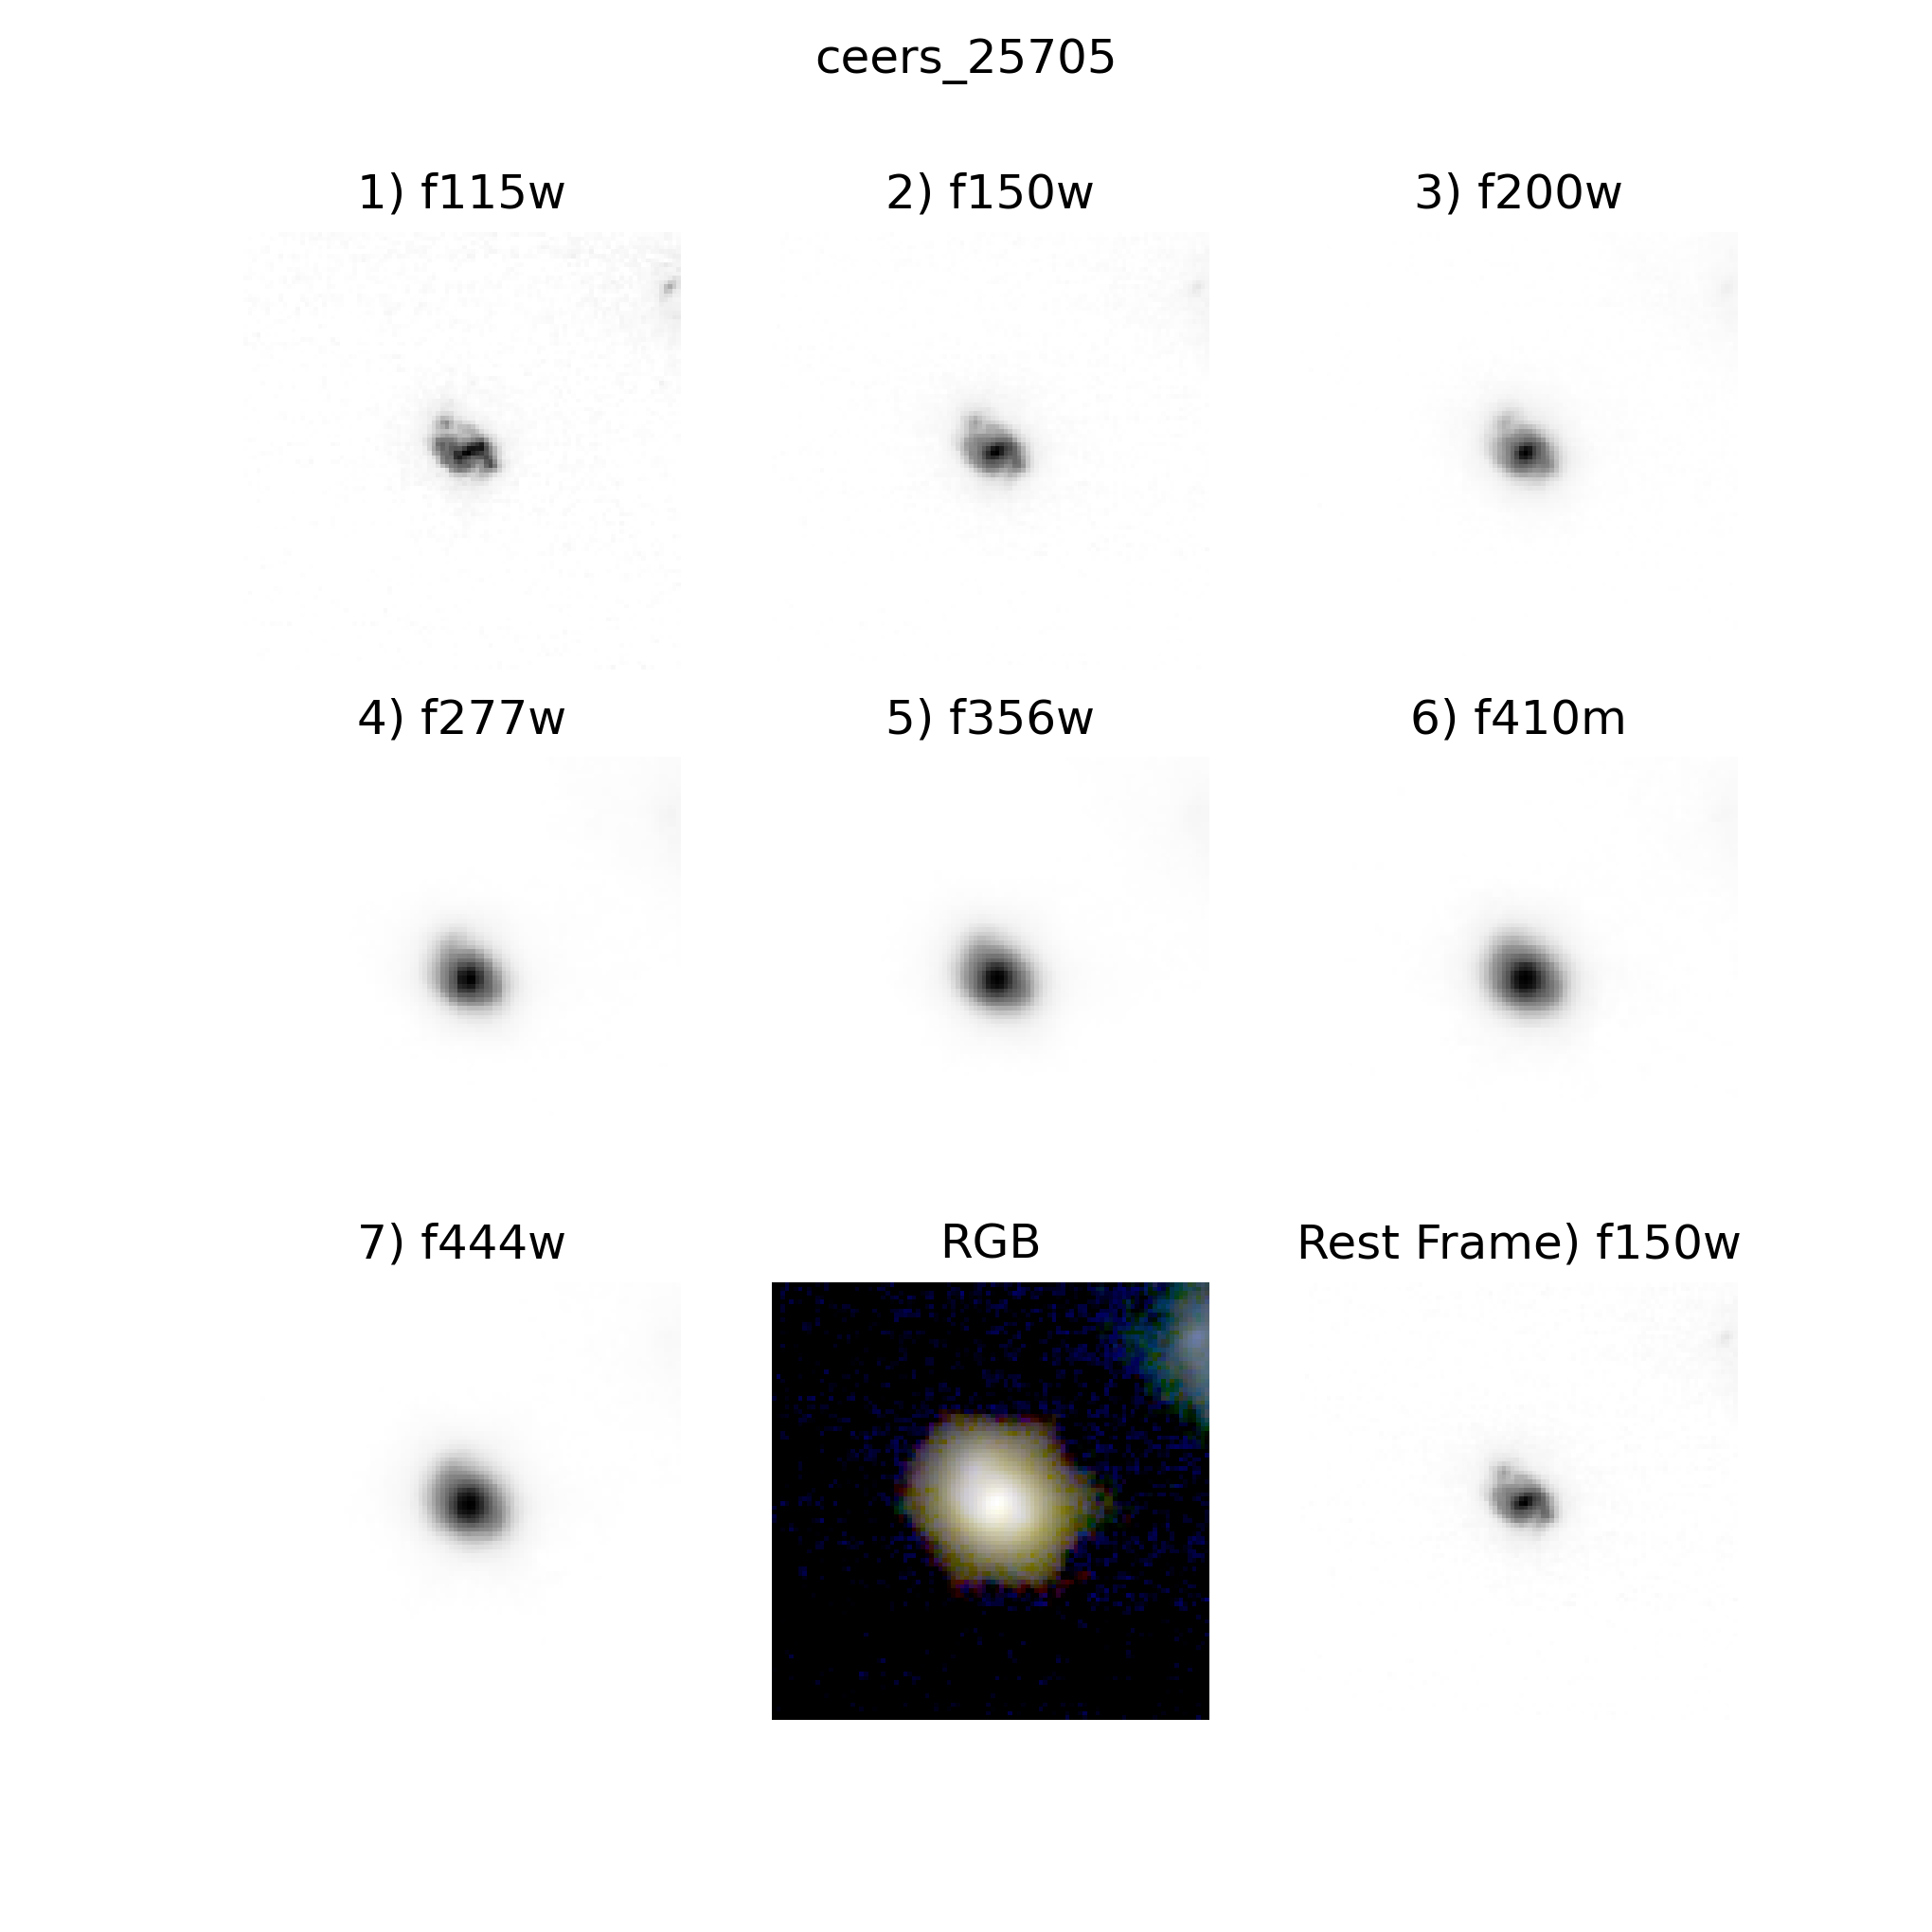 ceers_25705
1) f115w
2) f150w
3) f200w
4) f277w
5) f356w
6) f410m
7) f444w
RGB
Rest Frame) f150w